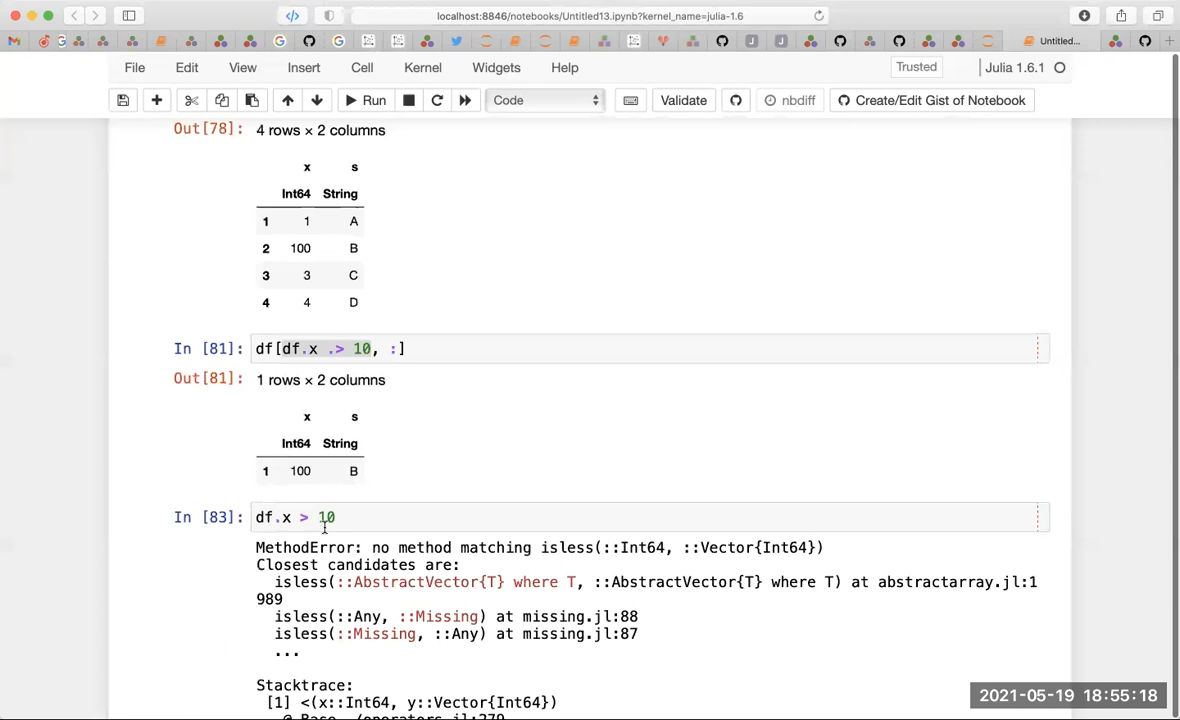 localhost:8846/notebooks/Untitled13.ipynb?kernel_name=julia-1.6
Untitled...
File Edit View Insert Cell Kernel Widgets Help Trusted Julia 1.6.1
Run Code Validate nbdiff Create/Edit Gist of Notebook
Out[78]: 4 rows × 2 columns
x s
Int64 String
1 1 A
2 100 B
3 3 C
4 4 D
In [81]: df[df.x .> 10, :]
Out[81]: 1 rows × 2 columns
x s
Int64 String
1 100 B
In [83]: df.x > 10
MethodError: no method matching isless(::Int64, ::Vector{Int64})
Closest candidates are:
isless(::AbstractVector{T} where T, ::AbstractVector{T} where T) at abstractarray.jl:1
989
isless(::Any, ::Missing) at missing.jl:88
isless(::Missing, ::Any) at missing.jl:87
...
Stacktrace:
[1] <(x::Int64, y::Vector{Int64})
@ Base ./operators.jl:279
2021-05-19 18:55:18